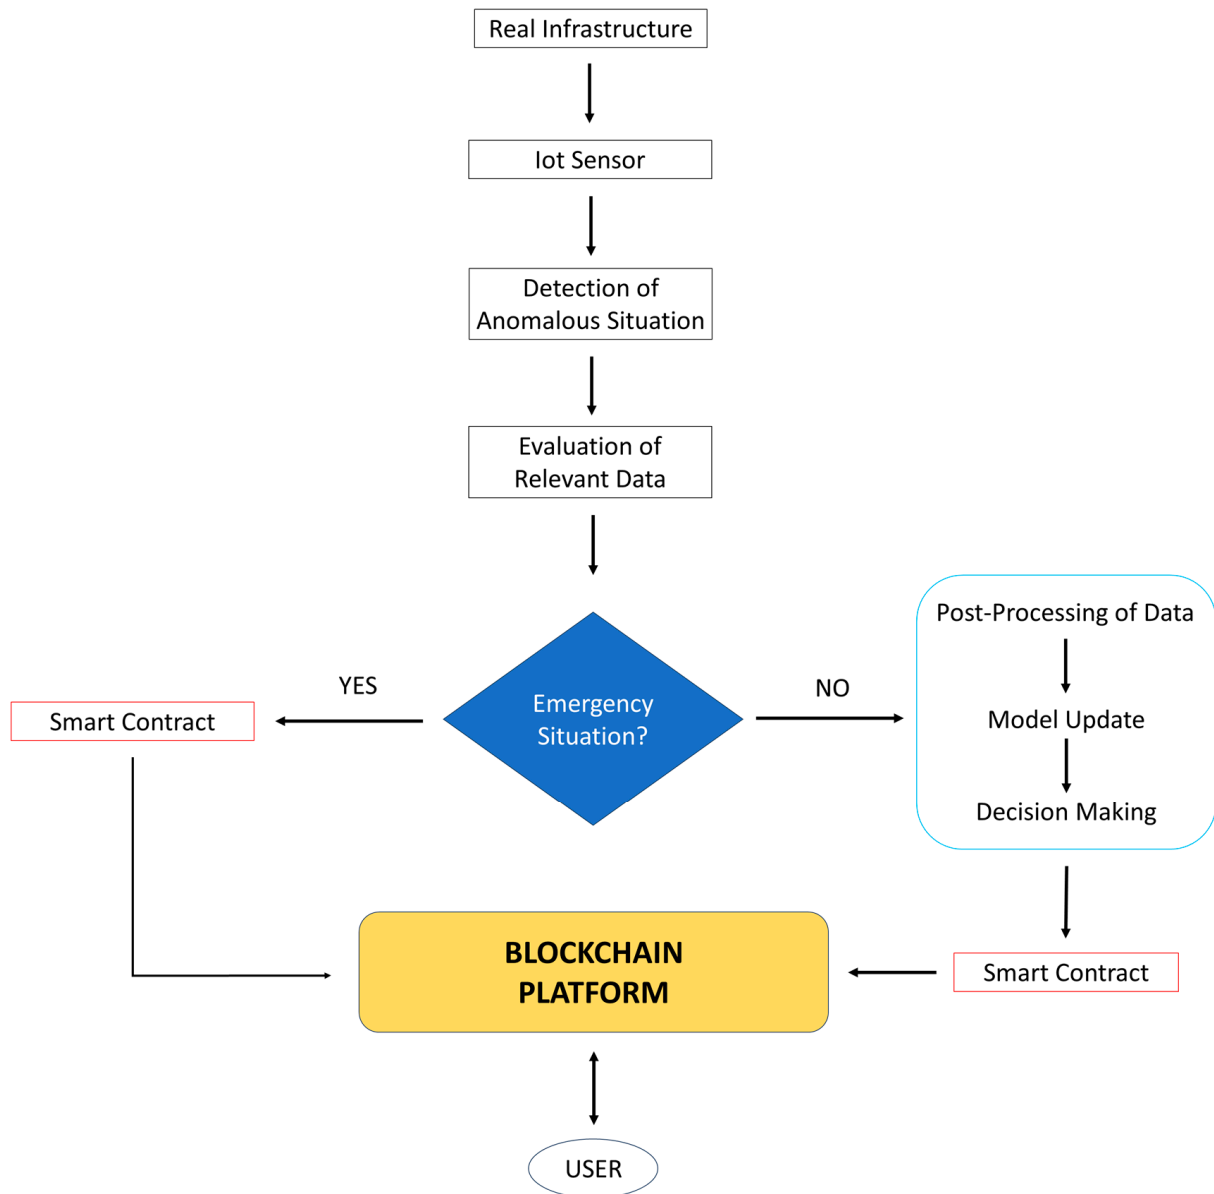 Real Infrastructure
Iot Sensor
Detection of
Anomalous Situation
Evaluation of
Relevant Data
YES
Emergency
Situation?
NO
Smart Contract
Post-Processing of Data
Model Update
Decision Making
BLOCKCHAIN
PLATFORM
Smart Contract
USER